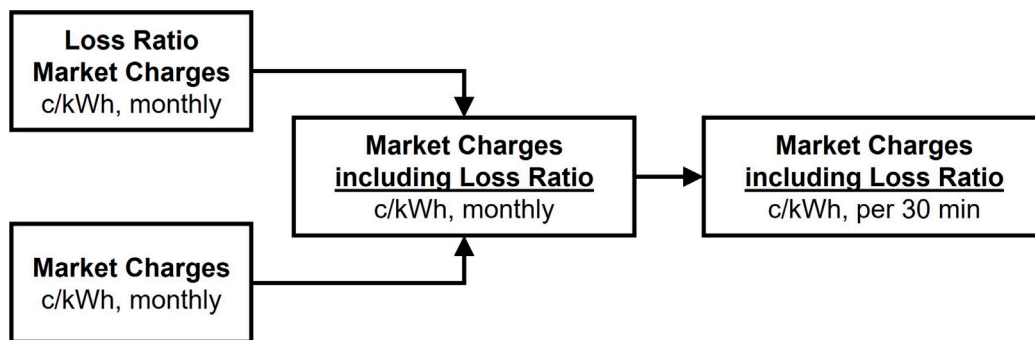 Loss Ratio
Market Charges
c/kWh, monthly
Market Charges
c/kWh, monthly
Market Charges
including Loss Ratio
c/kWh, monthly
Market Charges
including Loss Ratio
c/kWh, per 30 min